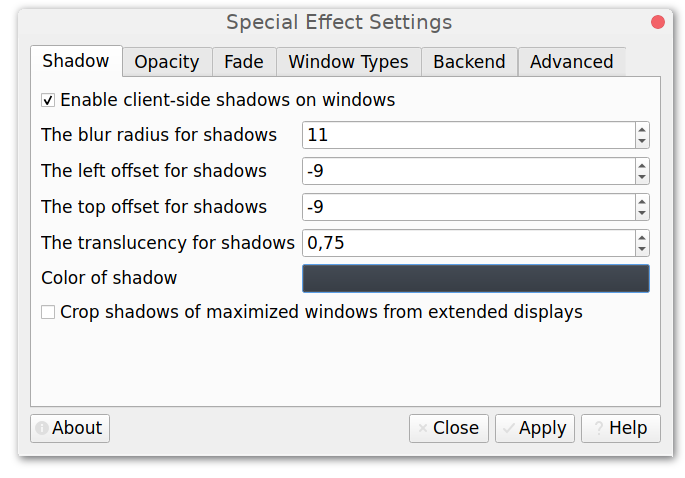 Special Effect Settings
Shadow Opacity Fade Window Types Backend Advanced
Enable client-side shadows on windows
The blur radius for shadows 11
The left offset for shadows -9
The top offset for shadows -9
The translucency for shadows 0,75
Color of shadow
Crop shadows of maximized windows from extended displays
About Close Apply Help